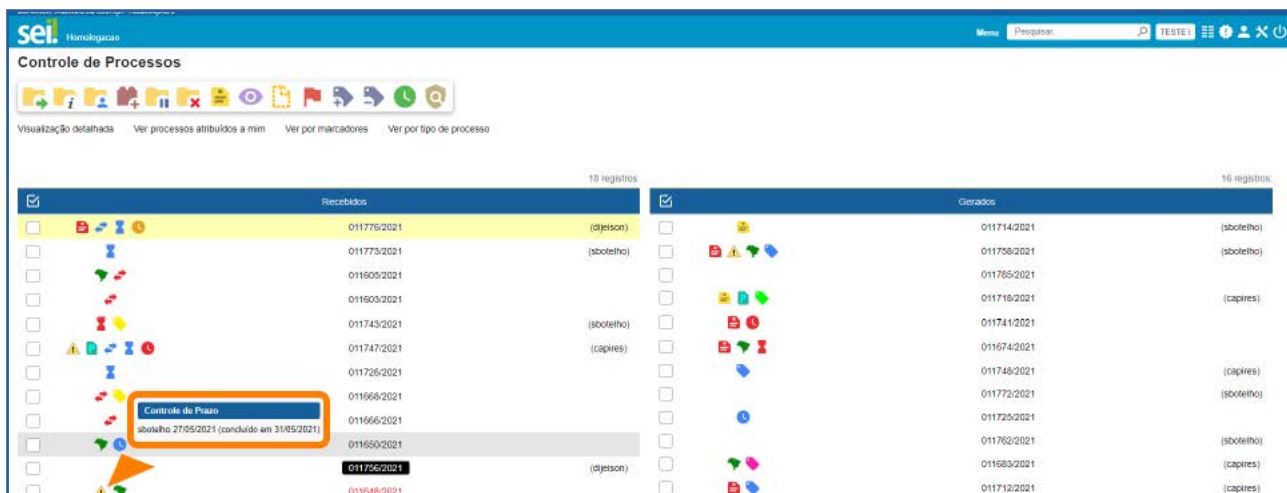 sei! Homologacao
Menu Pesquisar... TESTE
Controle de Processos
Visualização detalhada Ver processos atribuídos a mim Ver por marcadores Ver por tipo de processo
18 registros: 16 registros:
Recebidos Gerados
011776/2021 (dijeison) 011714/2021 (sbotelho)
011773/2021 (sbotelho) 011758/2021 (sbotelho)
011605/2021 011785/2021
011603/2021 011718/2021 (capires)
011743/2021 (sbotelho) 011741/2021
011747/2021 (capires) 011674/2021
011726/2021 011748/2021 (capires)
011668/2021 011772/2021 (sbotelho)
Controle de Prazo
sbotelho 27/05/2021 (concluído em 31/05/2021)
011666/2021 011725/2021
011650/2021 011762/2021 (sbotelho)
011756/2021 (dijeison) 011683/2021 (capires)
011648/2021 011712/2021 (capires)